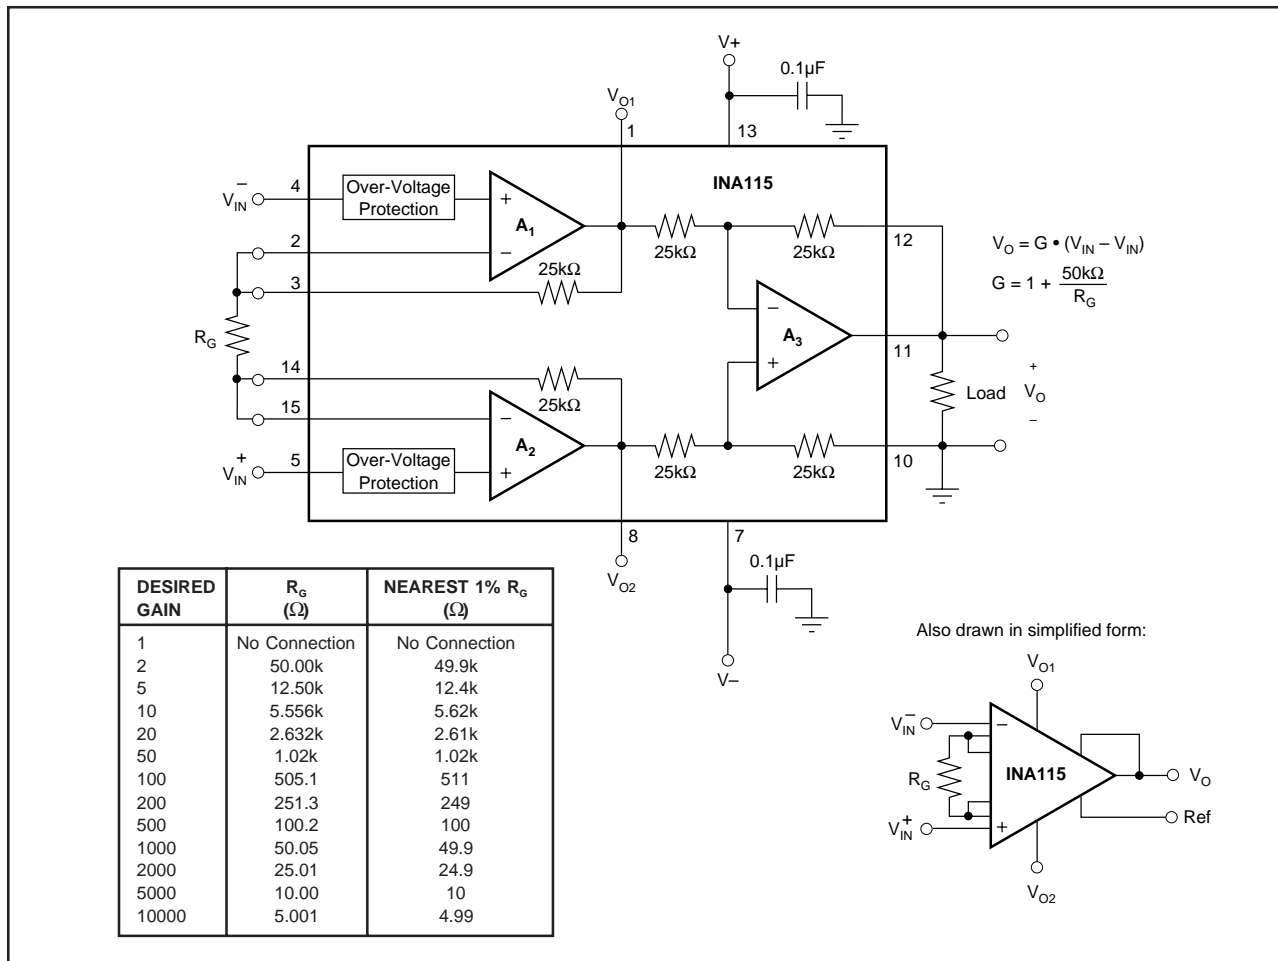 V+
0.1µF
V_O1
1
13
INA115
V_IN^–
4
Over-Voltage
Protection
+
A_1
–
2
3
25kΩ
25kΩ
25kΩ
12
V_O = G • (V_IN – V_IN)
G = 1 + 50kΩ / R_G
R_G
–
A_3
+
11
Load
+
V_O
–
14
15
25kΩ
–
A_2
+
V_IN^+
5
Over-Voltage
Protection
25kΩ
25kΩ
10
8
V_O2
7
0.1µF
V–
DESIRED GAIN | R_G (Ω) | NEAREST 1% R_G (Ω)
1 | No Connection | No Connection
2 | 50.00k | 49.9k
5 | 12.50k | 12.4k
10 | 5.556k | 5.62k
20 | 2.632k | 2.61k
50 | 1.02k | 1.02k
100 | 505.1 | 511
200 | 251.3 | 249
500 | 100.2 | 100
1000 | 50.05 | 49.9
2000 | 25.01 | 24.9
5000 | 10.00 | 10
10000 | 5.001 | 4.99
Also drawn in simplified form:
V_O1
V_IN^–
–
R_G
INA115
V_O
V_IN^+
+
Ref
V_O2